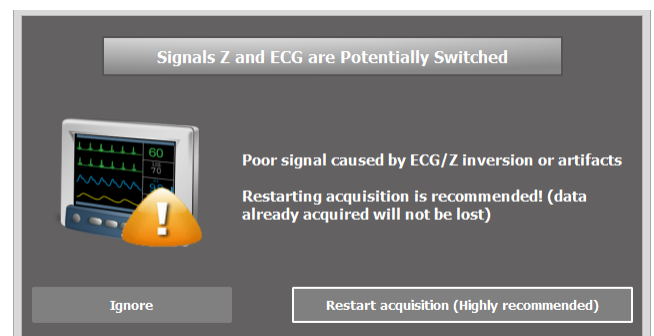 Signals Z and ECG are Potentially Switched
60
Poor signal caused by ECG/Z inversion or artifacts
70
Restarting acquisition is recommended! (data
already acquired will not be lost)
Ignore
Restart acquisition (Highly recommended)